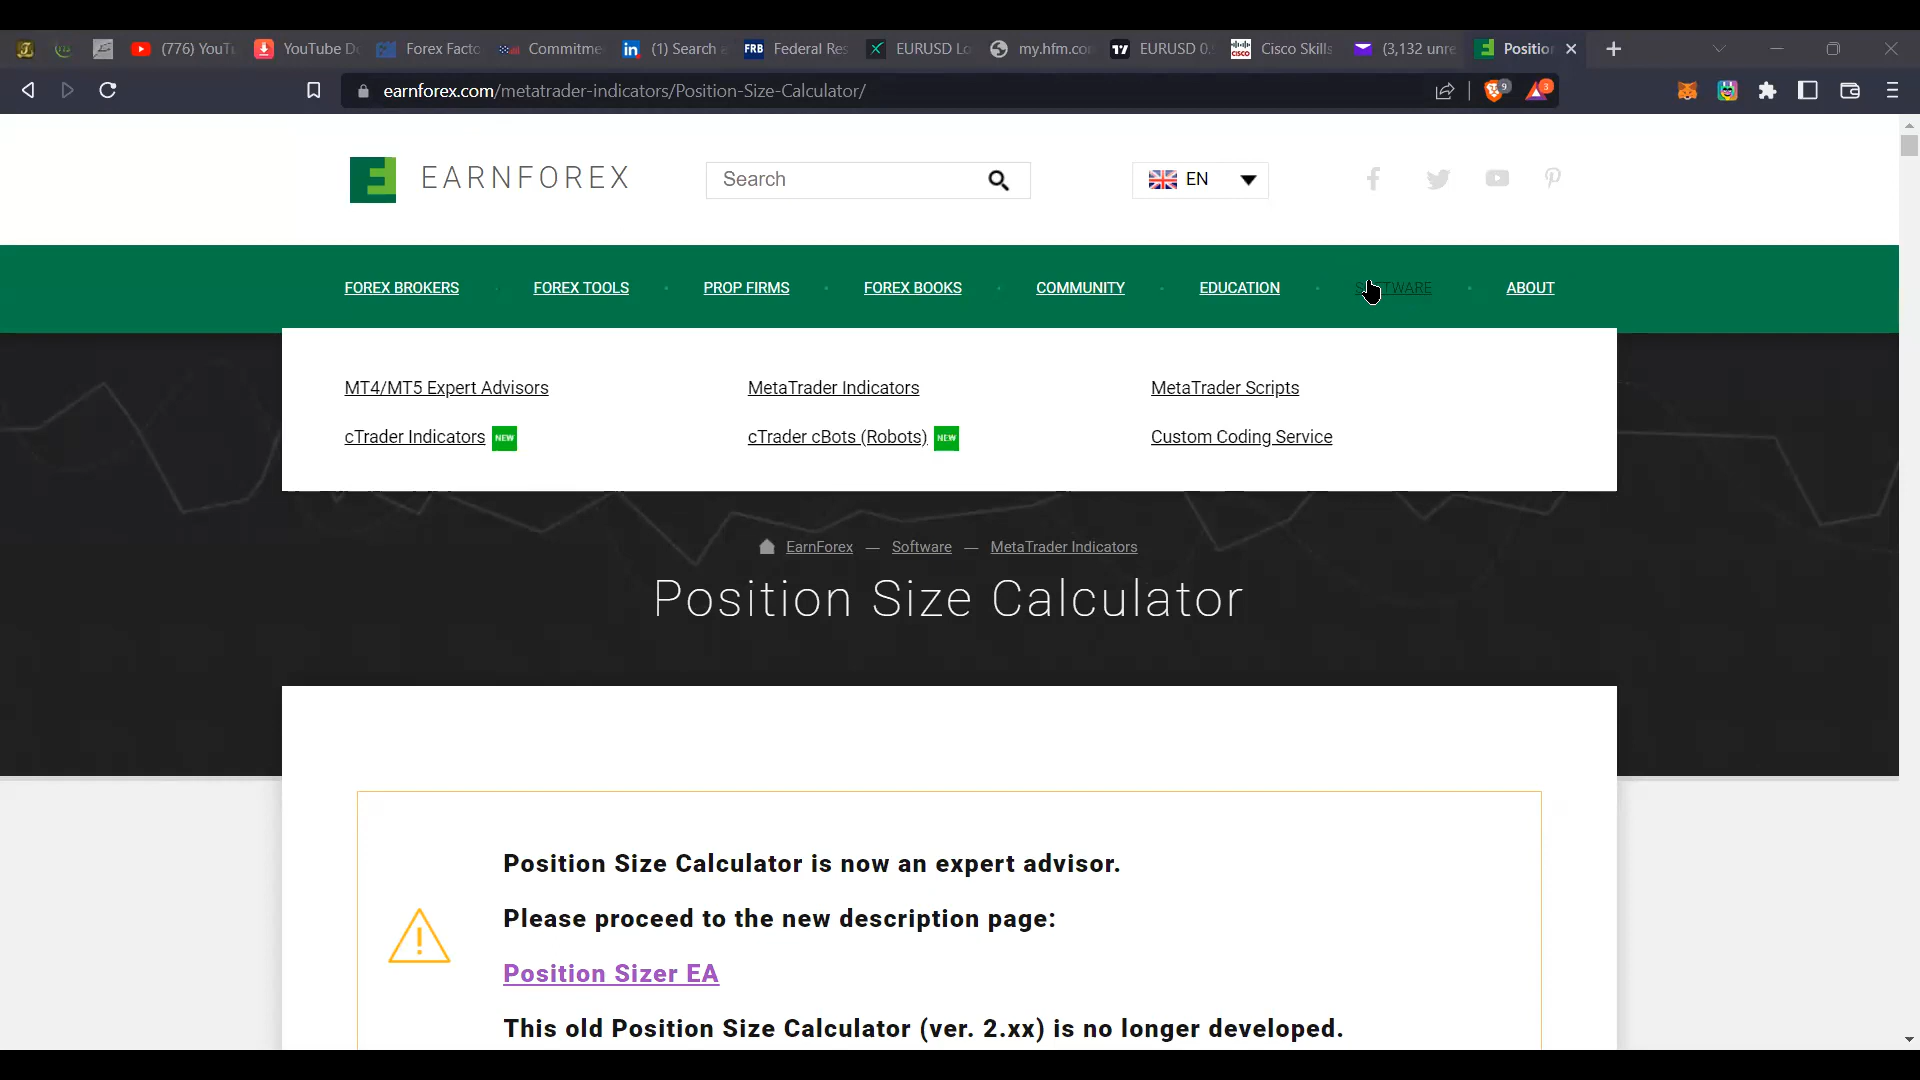 (776) YouT
YouTube D
Forex Facto
Commitme
(1) Search
Federal Res
EURUSD Lo
my.hfm.co
EURUSD 0.
Cisco Skills
(3,132 unre
Positio
earnforex.com/metatrader-indicators/Position-Size-Calculator/
EARNFOREX
Search
EN
FOREX BROKERS
FOREX TOOLS
PROP FIRMS
FOREX BOOKS
COMMUNITY
EDUCATION
SOFTWARE
ABOUT
MT4/MT5 Expert Advisors
MetaTrader Indicators
MetaTrader Scripts
cTrader Indicators NEW
cTrader cBots (Robots) NEW
Custom Coding Service
EarnForex — Software — MetaTrader Indicators
Position Size Calculator
Position Size Calculator is now an expert advisor.
Please proceed to the new description page:
Position Sizer EA
This old Position Size Calculator (ver. 2.xx) is no longer developed.